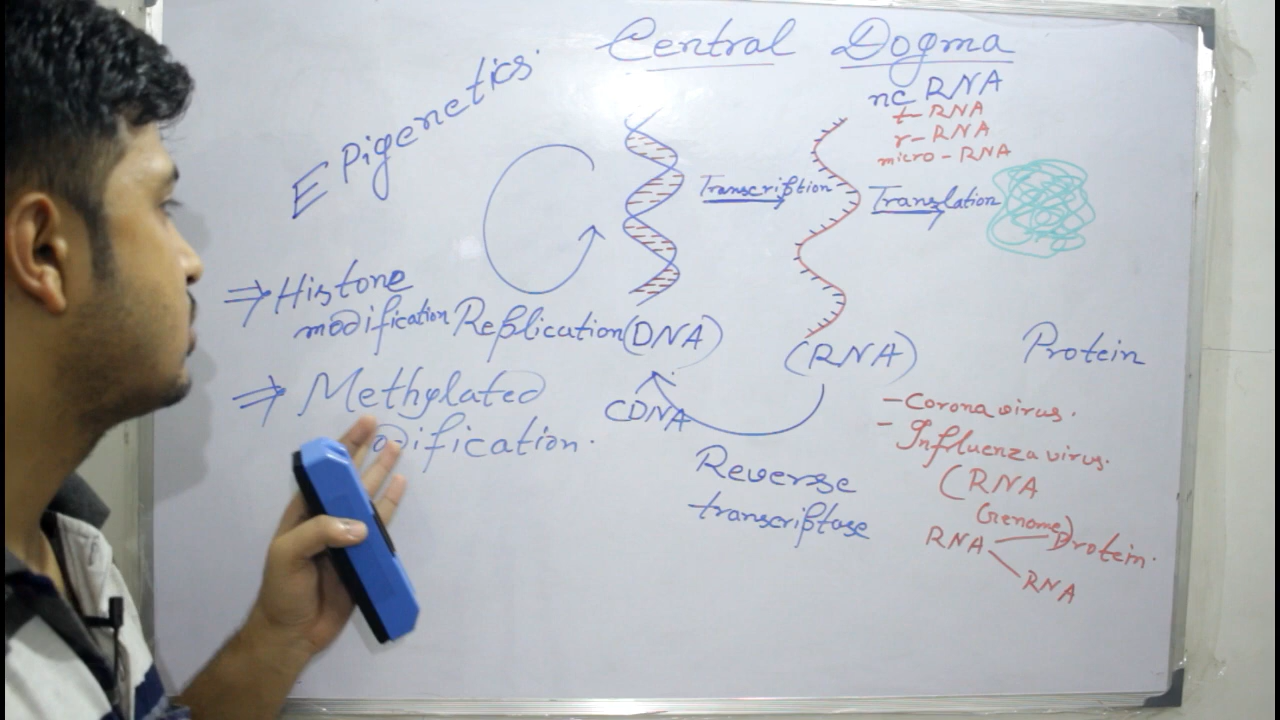 Central Dogma
Epigenetics
nc RNA
t-RNA
r-RNA
micro-RNA
Transcription
Translation
⇒ Histone
modification
Replication (DNA)
(RNA)
Protein
⇒ Methylated
odification.
CDNA
Reverse
transcriptase
- Corona virus.
- Influenza virus.
(RNA
(Genome)
RNA
Protein.
RNA